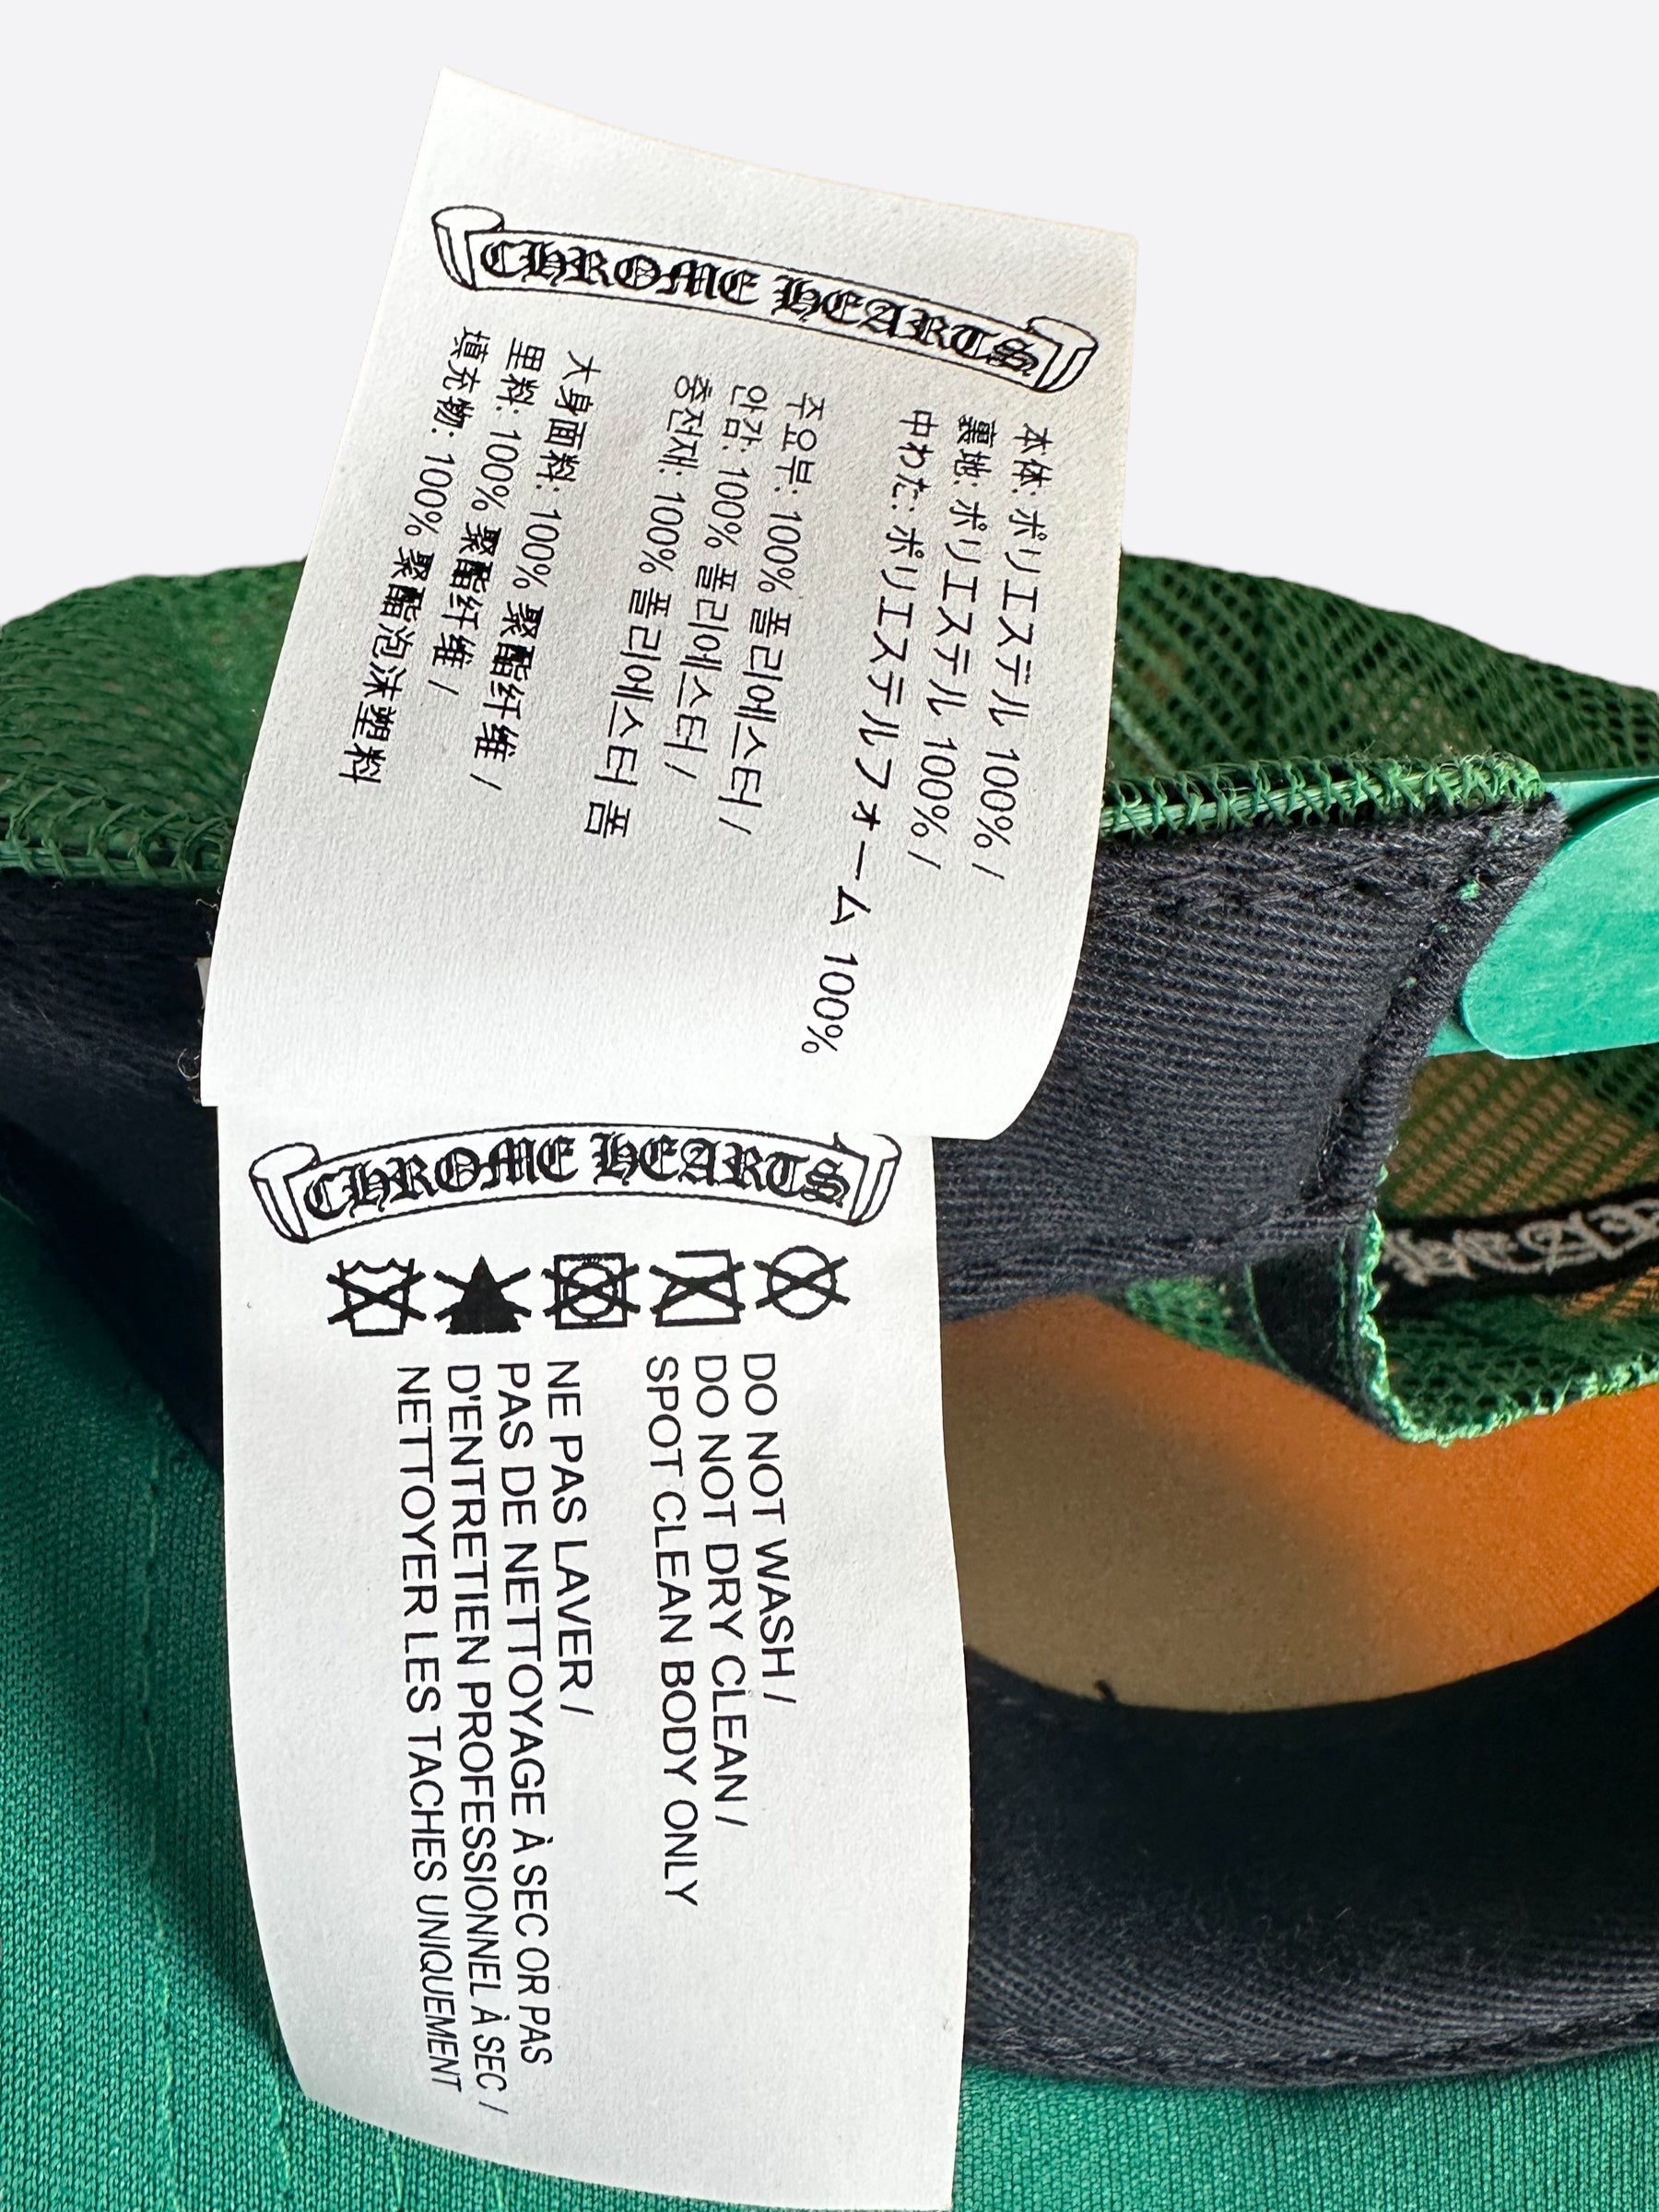 CHROME HEARTS
本体: ポリエステル 100% /
裏地: ポリエステル 100% /
中わた: ポリエステルフォーム 100%
주요부: 100% 폴리에스터 /
안감: 100% 폴리에스터 /
충전재: 100% 폴리에스터 폼
大身面料: 100% 聚酯纤维 /
里料: 100% 聚酯纤维 /
填充物: 100% 聚酯泡沫塑料
CHROME HEARTS
DO NOT WASH /
DO NOT DRY CLEAN /
SPOT CLEAN BODY ONLY
NE PAS LAVER /
PAS DE NETTOYAGE À SEC OR PAS
D'ENTRETIEN PROFESSIONNEL À SEC /
NETTOYER LES TACHES UNIQUEMENT